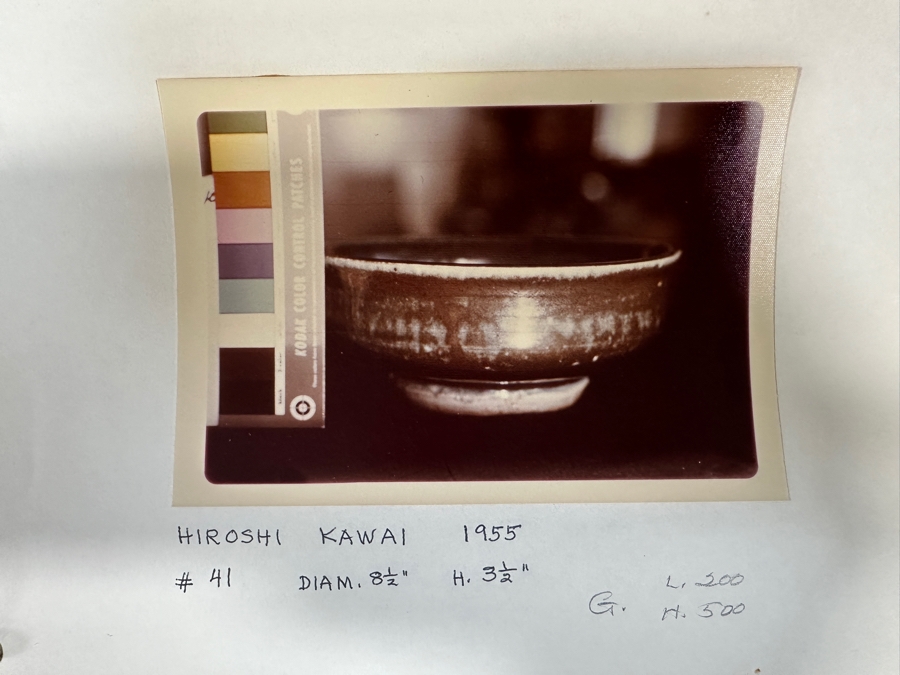 KODAK COLOR CONTROL PATCHES
HIROSHI KAWAI 1955
# 41 DIAM. 8½" H. 3½"
G. L. 200
H. 500